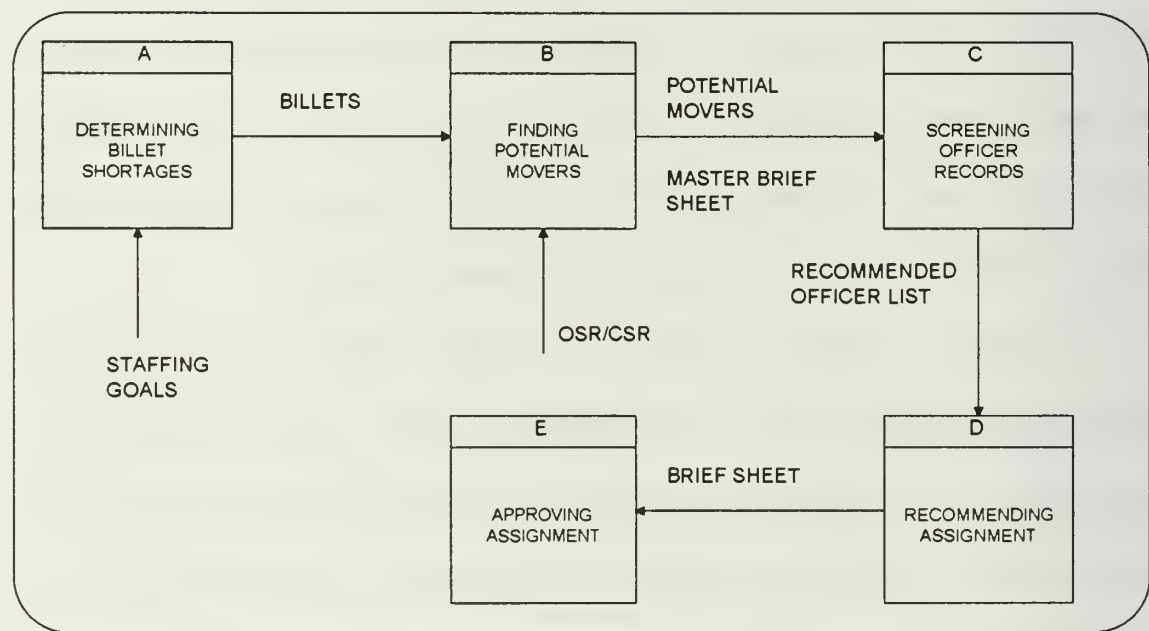 A
DETERMINING
BILLET
SHORTAGES
BILLETS
B
FINDING
POTENTIAL
MOVERS
POTENTIAL
MOVERS
MASTER BRIEF
SHEET
C
SCREENING
OFFICER
RECORDS
STAFFING
GOALS
OSR/CSR
RECOMMENDED
OFFICER LIST
D
RECOMMENDING
ASSIGNMENT
BRIEF SHEET
E
APPROVING
ASSIGNMENT